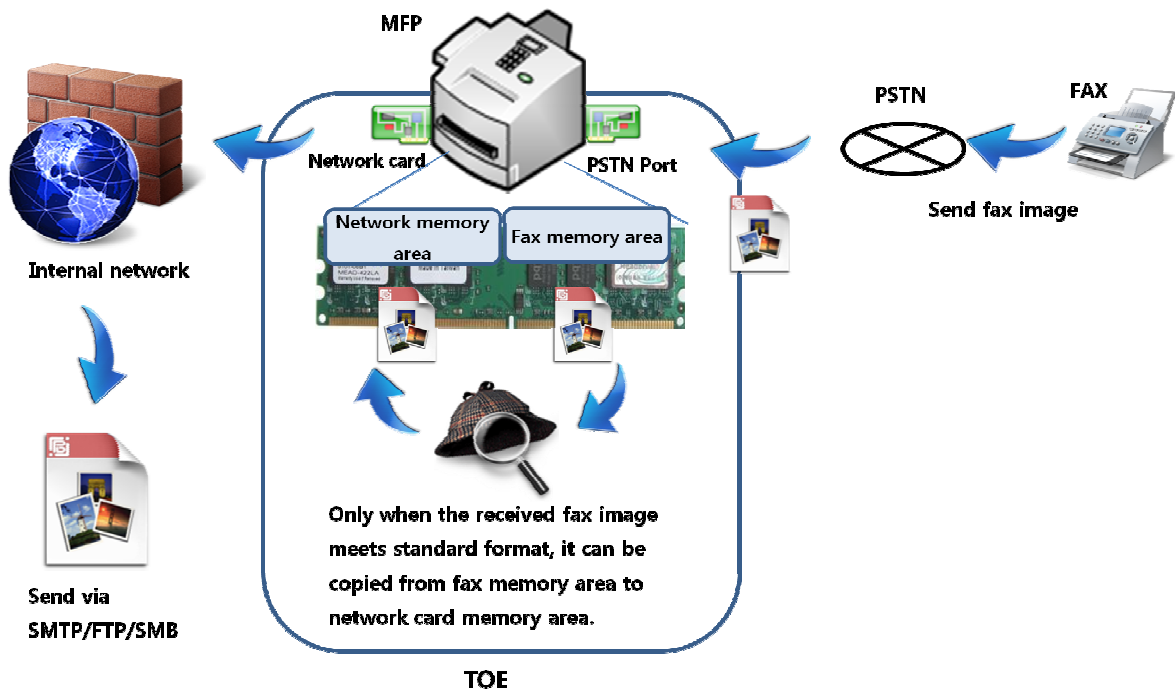 MFP
PSTN
FAX
Network card
PSTN Port
Send fax image
Network memory
area
Fax memory area
Internal network
Only when the received fax image
meets standard format, it can be
copied from fax memory area to
network card memory area.
Send via
SMTP/FTP/SMB
TOE